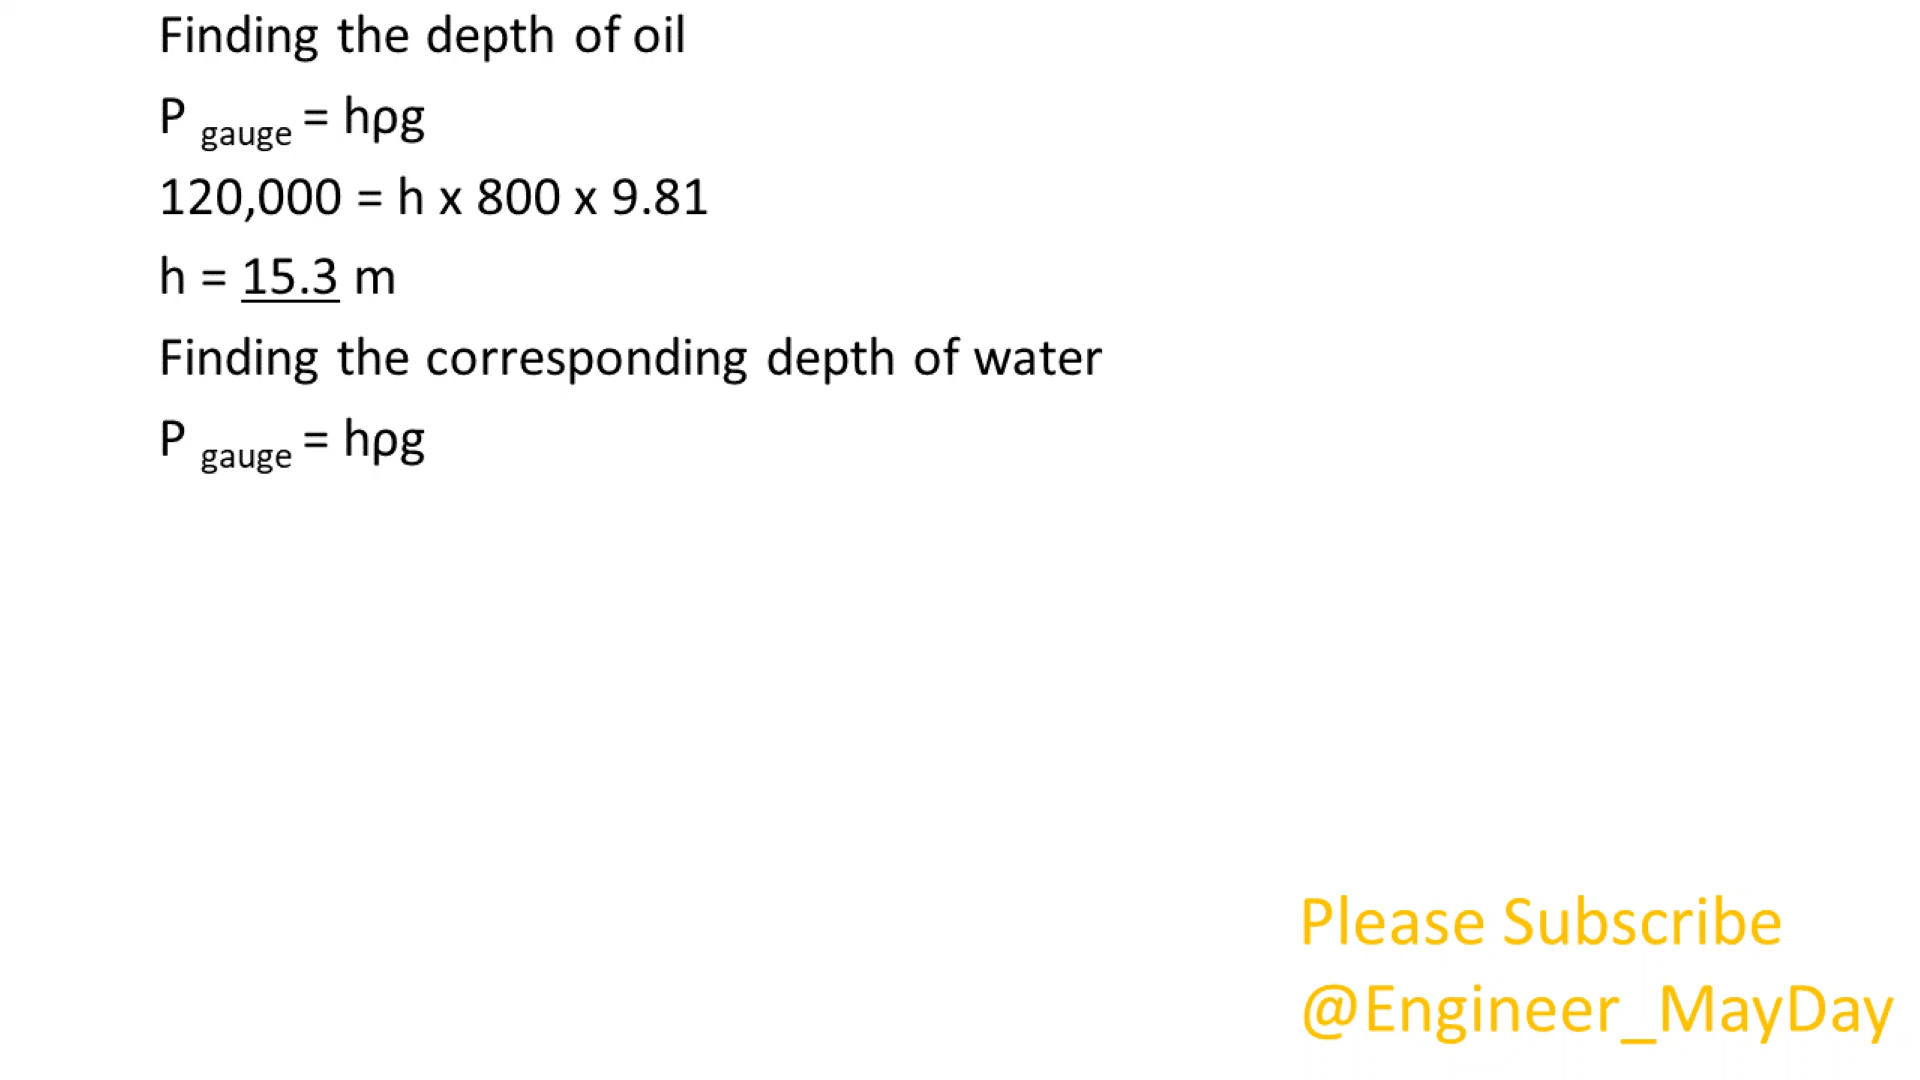 Finding the depth of oil
P gauge = hρg
120,000 = h x 800 x 9.81
h = 15.3 m
Finding the corresponding depth of water
P gauge = hρg
Please Subscribe
@Engineer_MayDay